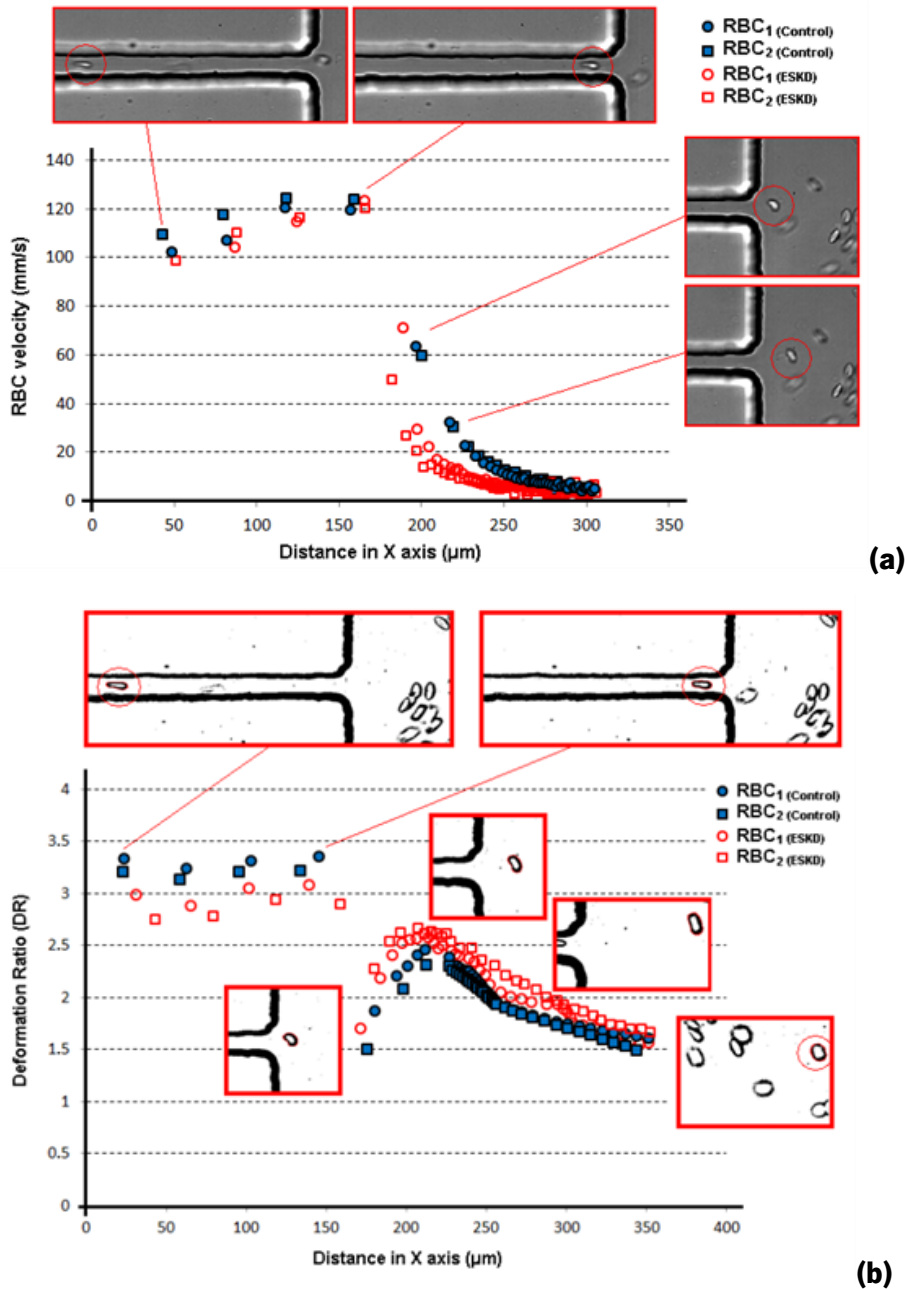 RBC1 (Control)
RBC2 (Control)
RBC1 (ESKD)
RBC2 (ESKD)
RBC velocity (mm/s)
140
120
100
80
60
40
20
0
0 50 100 150 200 250 300 350
Distance in X axis (µm)
(a)
RBC1 (Control)
RBC2 (Control)
RBC1 (ESKD)
RBC2 (ESKD)
Deformation Ratio (DR)
4
3.5
3
2.5
2
1.5
1
0.5
0
0 50 100 150 200 250 300 350 400
Distance in X axis (µm)
(b)